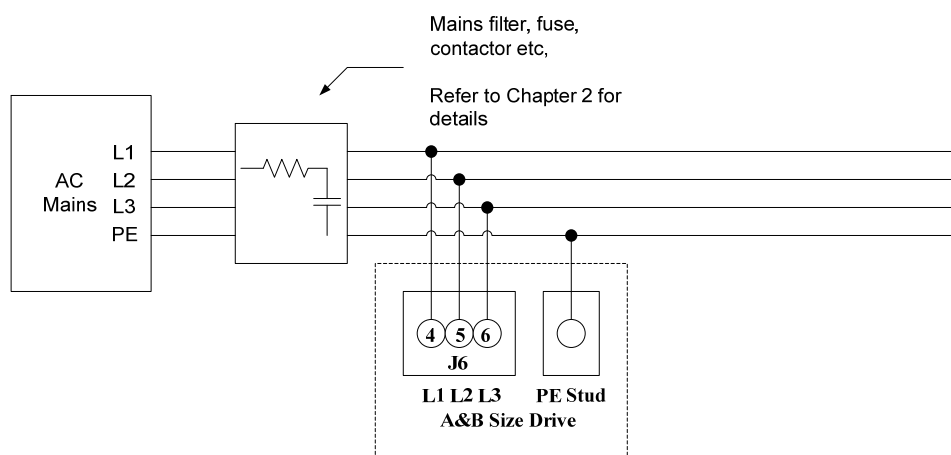 Mains filter, fuse,
contactor etc,
Refer to Chapter 2 for
details
AC
Mains
L1
L2
L3
PE
4 5 6
J6
L1 L2 L3
PE Stud
A&B Size Drive